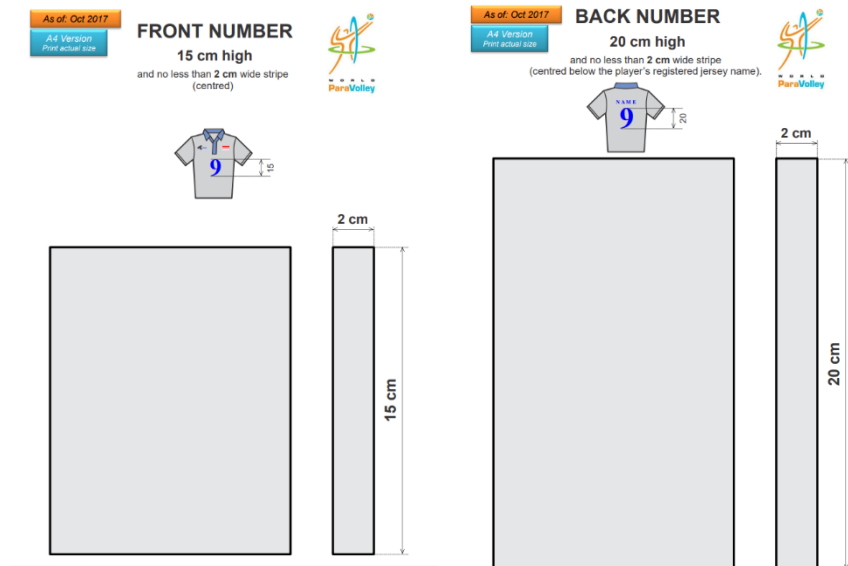 As of: Oct 2017
A4 Version
Print actual size
FRONT NUMBER
15 cm high
and no less than 2 cm wide stripe
(centred)
WORLD
ParaVolley
9
15
2 cm
15 cm
As of: Oct 2017
A4 Version
Print actual size
BACK NUMBER
20 cm high
and no less than 2 cm wide stripe
(centred below the player's registered jersey name).
WORLD
ParaVolley
NAME
9
20
2 cm
20 cm